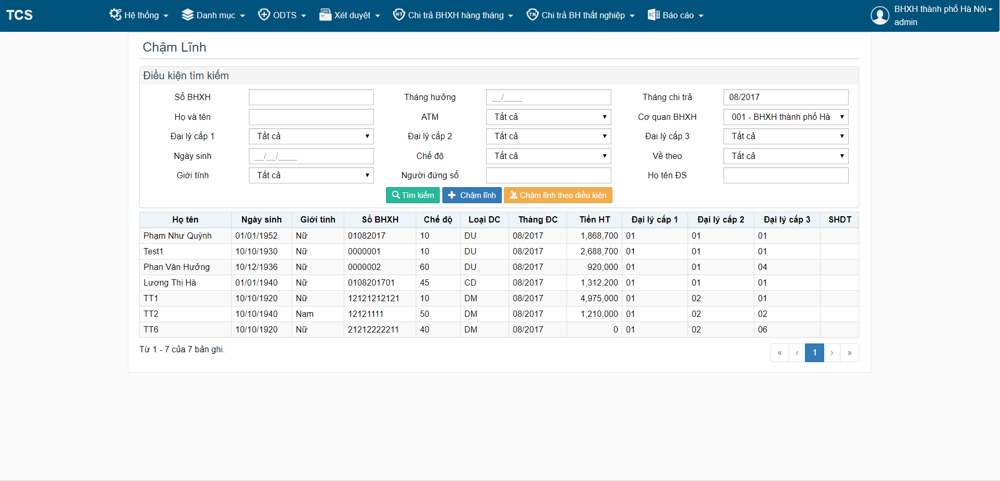 TCS Hệ thống Danh mục ODTS Xét duyệt HT Chi trả BHXH hàng tháng TN Chi trả BH thất nghiệp BC Báo cáo BHXH thành phố Hà Nội
admin
Chậm Lĩnh
Điều kiện tìm kiếm
Sổ BHXH Tháng hưởng __/____ Tháng chi trả 08/2017
Họ và tên ATM Tất cả Cơ quan BHXH 001 - BHXH thành phố Hà
Đại lý cấp 1 Tất cả Đại lý cấp 2 Tất cả Đại lý cấp 3 Tất cả
Ngày sinh __/__/____ Chế độ Tất cả Về theo Tất cả
Giới tính Tất cả Người đứng sổ Họ tên ĐS
Tìm kiếm Chậm lĩnh Chậm lĩnh theo điều kiện
Họ tên Ngày sinh Giới tính Số BHXH Chế độ Loại DC Tháng ĐC Tiền HT Đại lý cấp 1 Đại lý cấp 2 Đại lý cấp 3 SHDT
Phạm Như Quỳnh 01/01/1952 Nữ 01082017 10 DU 08/2017 1,868,700 01 01 01
Test1 10/10/1930 Nữ 0000001 10 DU 08/2017 2,688,700 01 01 01
Phan Văn Hưởng 10/12/1936 Nữ 0000002 60 DU 08/2017 920,000 01 01 04
Lương Thị Hà 01/01/1940 Nữ 0108201701 45 CD 08/2017 1,312,200 01 01 01
TT1 10/10/1920 Nữ 12121212121 10 DM 08/2017 4,975,000 01 02 01
TT2 10/10/1940 Nam 12121111 50 DM 08/2017 1,210,000 01 02 02
TT6 10/10/1920 Nữ 21212222211 40 DM 08/2017 0 01 02 06
Từ 1 - 7 của 7 bản ghi. « ‹ 1 › »